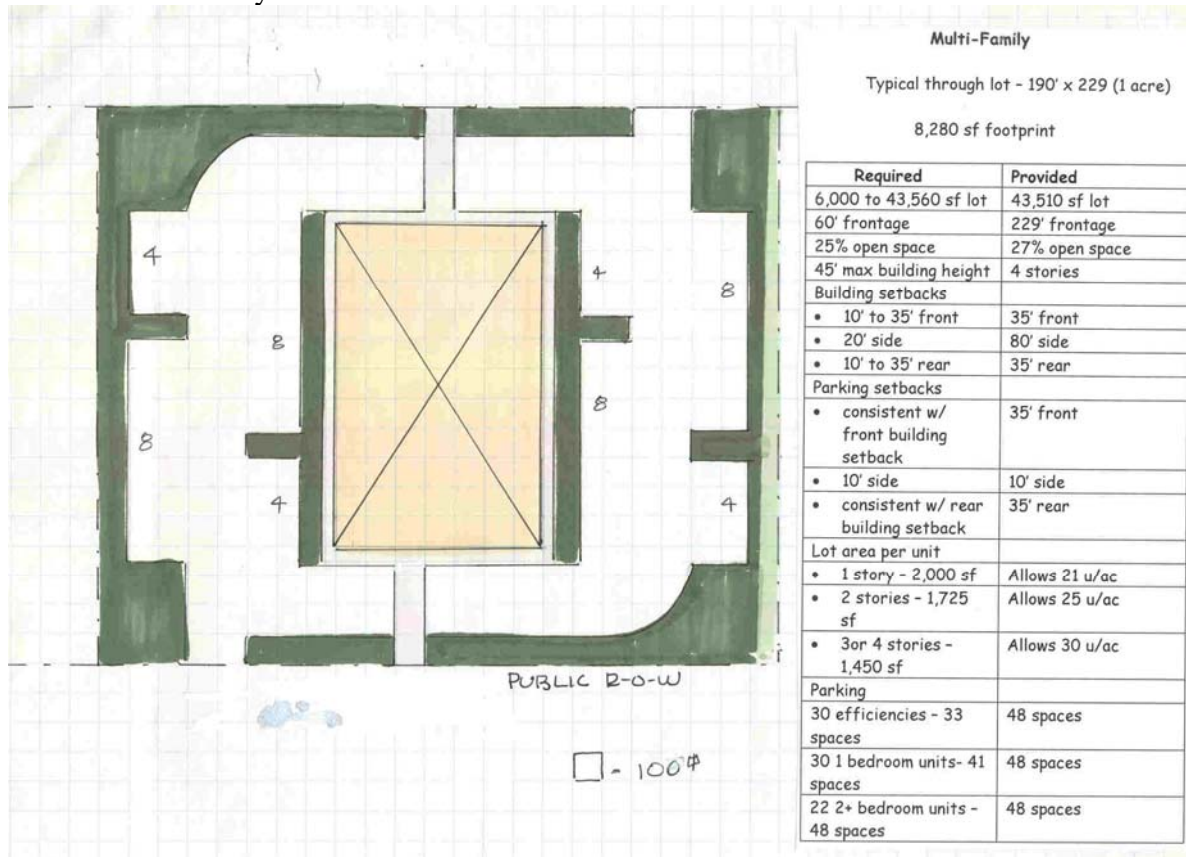 Multi-Family
Typical through lot - 190' x 229 (1 acre)
8,280 sf footprint
Required Provided
6,000 to 43,560 sf lot 43,510 sf lot
60' frontage 229' frontage
25% open space 27% open space
45' max building height 4 stories
Building setbacks
• 10' to 35' front 35' front
• 20' side 80' side
• 10' to 35' rear 35' rear
Parking setbacks
• consistent w/ 35' front
front building
setback
• 10' side 10' side
• consistent w/ rear 35' rear
building setback
Lot area per unit
• 1 story - 2,000 sf Allows 21 u/ac
• 2 stories - 1,725 Allows 25 u/ac
sf
• 3or 4 stories - Allows 30 u/ac
1,450 sf
Parking
30 efficiencies - 33 48 spaces
spaces
30 1 bedroom units- 41 48 spaces
spaces
22 2+ bedroom units - 48 spaces
48 spaces
4
4
8
8
8
8
4
4
PUBLIC R-O-W
- 100